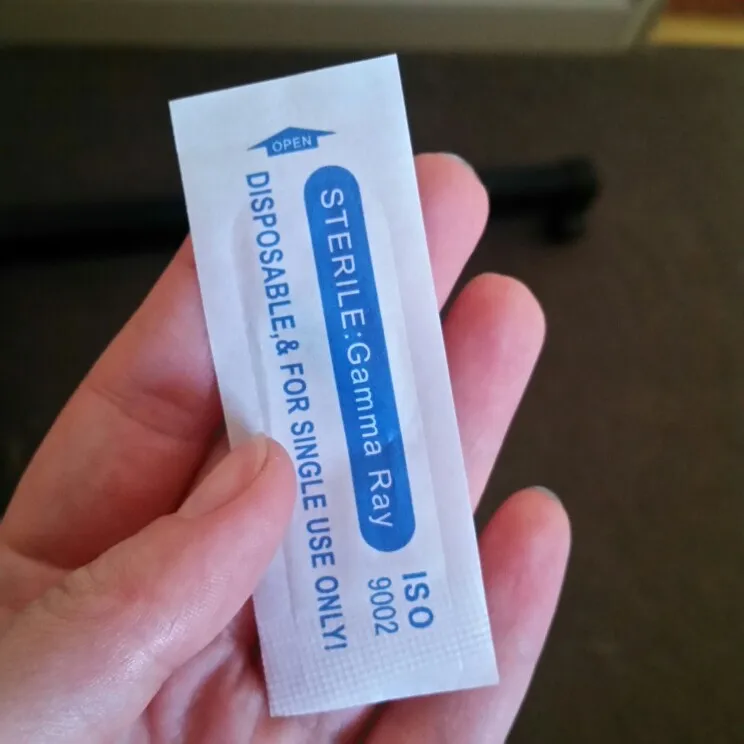 OPEN
STERILE:Gamma Ray
DISPOSABLE,& FOR SINGLE USE ONLY!
ISO
9002